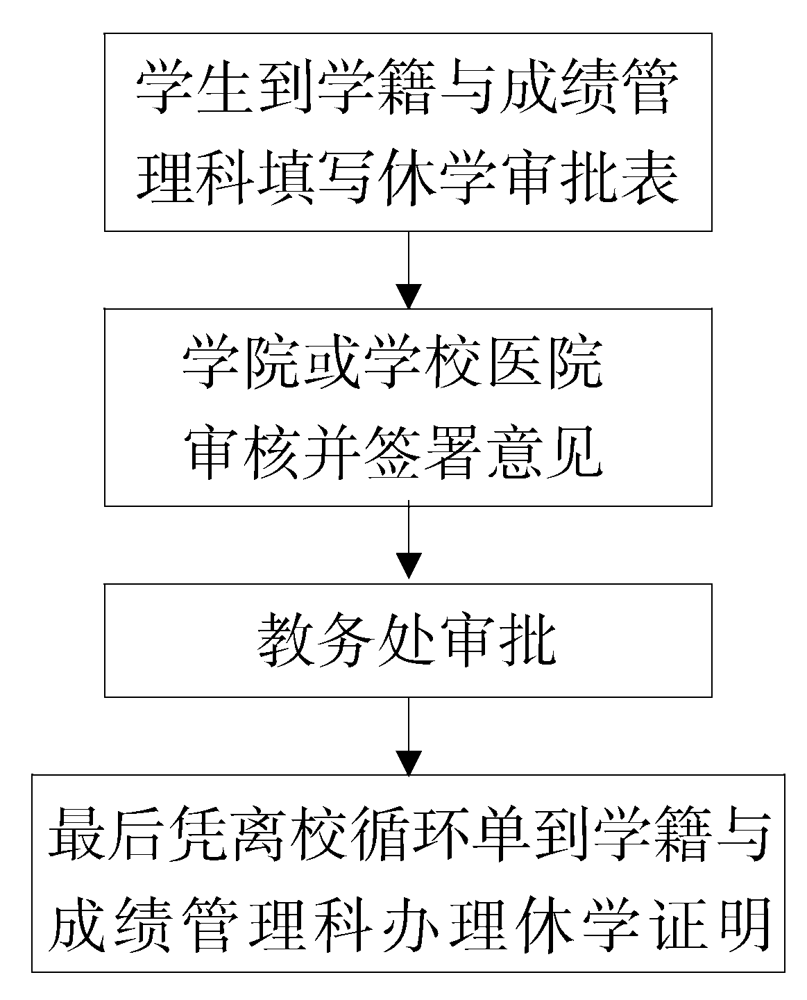 学生到学籍与成绩管
理科填写休学审批表
学院或学校医院
审核并签署意见
教务处审批
最后凭离校循环单到学籍与
成绩管理科办理休学证明